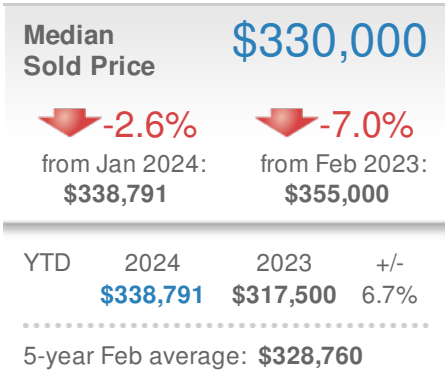 Median $330,000
Sold Price
-2.6% -7.0%
from Jan 2024: from Feb 2023:
$338,791 $355,000
YTD 2024 2023 +/-
$338,791 $317,500 6.7%
5-year Feb average: $328,760